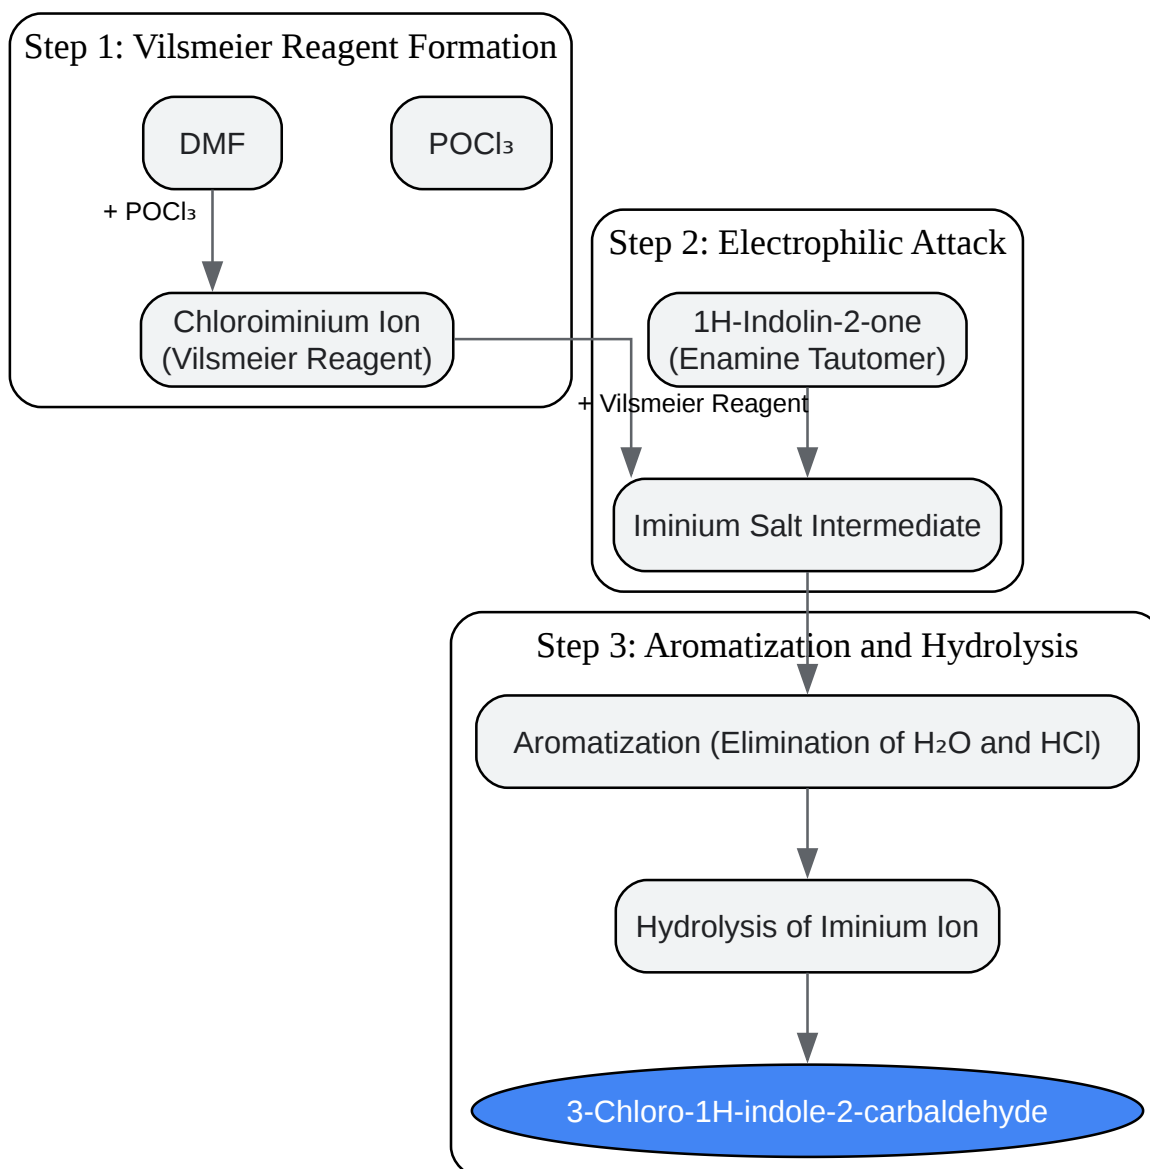 Step 1: Vilsmeier Reagent Formation
DMF
POCl₃
+ POCl₃
Chloroiminium Ion
(Vilsmeier Reagent)
Step 2: Electrophilic Attack
1H-Indolin-2-one
(Enamine Tautomer)
+ Vilsmeier Reagent
Iminium Salt Intermediate
Step 3: Aromatization and Hydrolysis
Aromatization (Elimination of H₂O and HCl)
Hydrolysis of Iminium Ion
3-Chloro-1H-indole-2-carbaldehyde